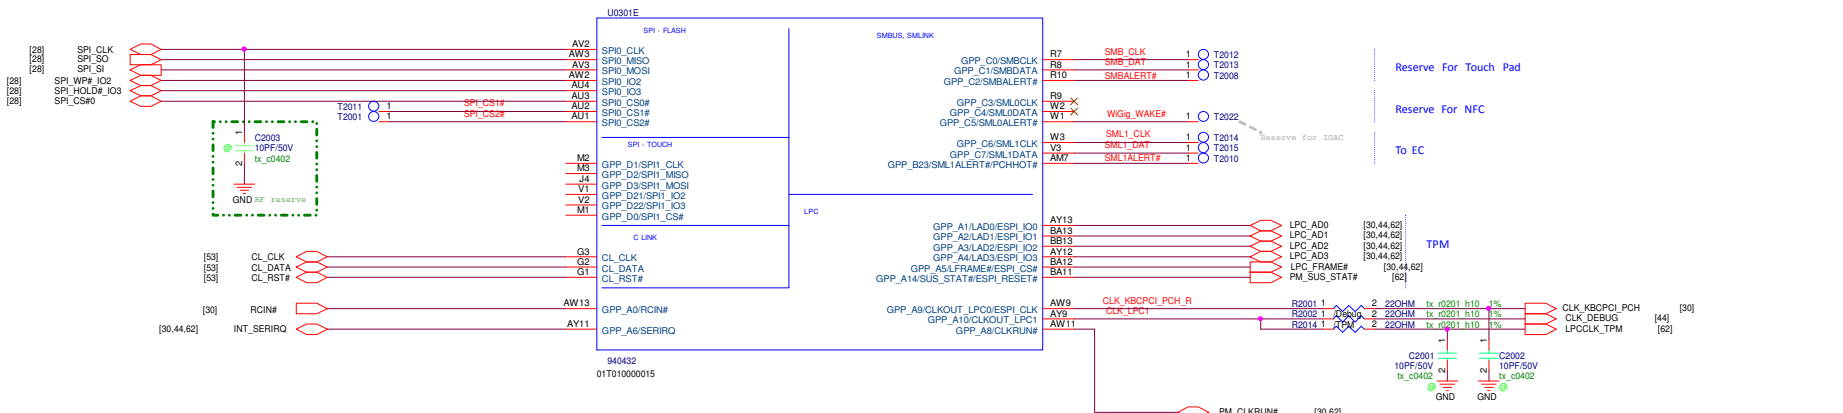 U0301E
SPI - FLASH
SMBUS, SMLINK
[28] SPI_CLK AV2 SPI0_CLK
[28] SPI_SO AW3 SPI0_MISO
[28] SPI_SI AV3 SPI0_MOSI
[28] SPI_WP#_IO2 AW2 SPI0_IO2
[28] SPI_HOLD#_IO3 AU4 SPI0_IO3
[28] SPI_CS#0 AU3 SPI0_CS0#
T2011 1 SPI_CS1# AU2 SPI0_CS1#
T2001 1 SPI_CS2# AU1 SPI0_CS2#
GPP_C0/SMBCLK R7 SMB_CLK 1 T2012
GPP_C1/SMBDATA R8 SMB_DAT 1 T2013
GPP_C2/SMBALERT# R10 SMBALERT# 1 T2008
Reserve For Touch Pad
GPP_C3/SML0CLK R9
GPP_C4/SML0DATA W2
GPP_C5/SML0ALERT# W1 WiGig_WAKE# 1 T2022
Reserve For NFC
Reserve for IOAC
GPP_C6/SML1CLK W3 SML1_CLK 1 T2014
GPP_C7/SML1DATA V3 SML1_DAT 1 T2015
GPP_B23/SML1ALERT#/PCHHOT# AM7 SML1ALERT# 1 T2010
To EC
1
C2003
10PF/50V
@
tx_c0402
2
GND
RF reserve
SPI - TOUCH
M2 GPP_D1/SPI1_CLK
M3 GPP_D2/SPI1_MISO
J4 GPP_D3/SPI1_MOSI
V1 GPP_D21/SPI1_IO2
V2 GPP_D22/SPI1_IO3
M1 GPP_D0/SPI1_CS#
LPC
C LINK
[53] CL_CLK G3 CL_CLK
[53] CL_DATA G2 CL_DATA
[53] CL_RST# G1 CL_RST#
GPP_A1/LAD0/ESPI_IO0 AY13 LPC_AD0 [30,44,62]
GPP_A2/LAD1/ESPI_IO1 BA13 LPC_AD1 [30,44,62]
GPP_A3/LAD2/ESPI_IO2 BB13 LPC_AD2 [30,44,62]
GPP_A4/LAD3/ESPI_IO3 AY12 LPC_AD3 [30,44,62]
GPP_A5/LFRAME#/ESPI_CS# BA12 LPC_FRAME# [30,44,62]
GPP_A14/SUS_STAT#/ESPI_RESET# BA11 PM_SUS_STAT# [62]
TPM
[30] RCIN# AW13 GPP_A0/RCIN#
[30,44,62] INT_SERIRQ AY11 GPP_A6/SERIRQ
GPP_A9/CLKOUT_LPC0/ESPI_CLK AW9 CLK_KBCPCI_PCH_R R2001 1 2 22OHM tx_r0201_h10 1% CLK_KBCPCI_PCH [30]
GPP_A10/CLKOUT_LPC1 AY9 CLK_LPC1 R2002 1 /Debug 2 22OHM tx_r0201_h10 1% CLK_DEBUG [44]
GPP_A8/CLKRUN# AW11 R2014 1 /TPM 2 22OHM tx_r0201_h10 1% LPCCLK_TPM [62]
1 1
C2001 C2002
10PF/50V 10PF/50V
tx_c0402 tx_c0402
2 2
@ @
GND GND
940432
01T010000015
PM_CLKRUN# [30,62]